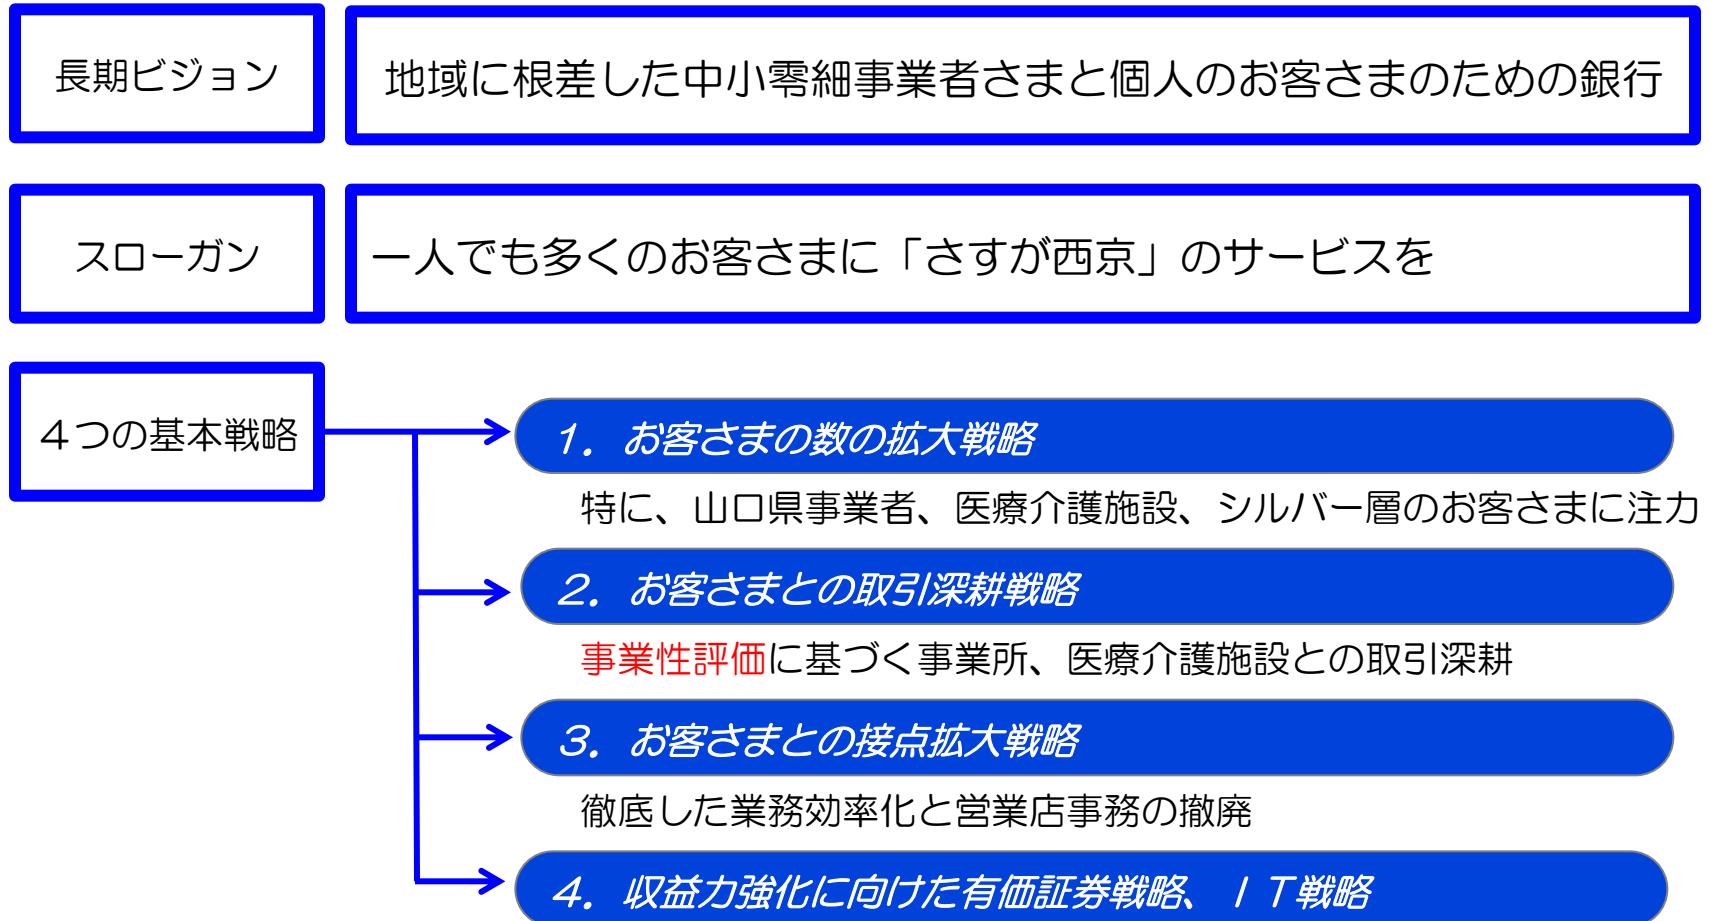 長期ビジョン
地域に根差した中小零細事業者さまと個人のお客さまのための銀行
スローガン
一人でも多くのお客さまに「さすが西京」のサービスを
４つの基本戦略
１．お客さまの数の拡大戦略
特に、山口県事業者、医療介護施設、シルバー層のお客さまに注力
２．お客さまとの取引深耕戦略
事業性評価に基づく事業所、医療介護施設との取引深耕
３．お客さまとの接点拡大戦略
徹底した業務効率化と営業店事務の撤廃
４．収益力強化に向けた有価証券戦略、ＩＴ戦略